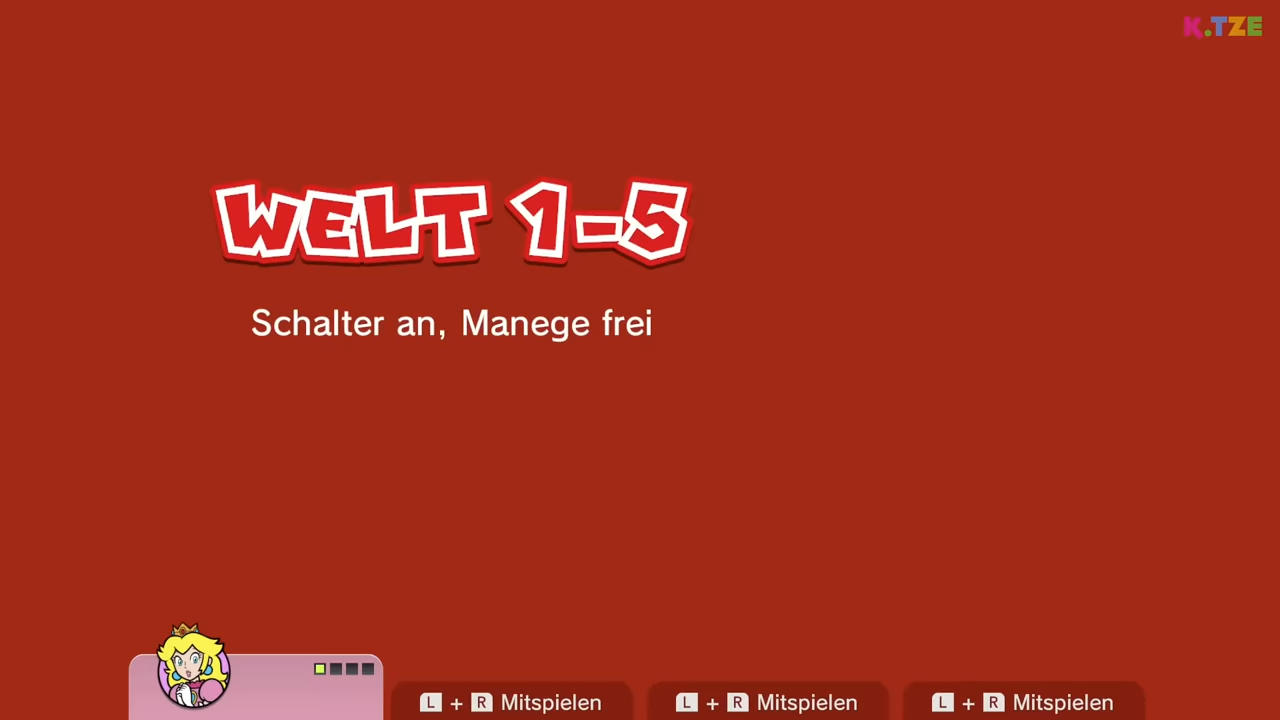 K.TZE
WELT 1-5
Schalter an, Manege frei
L + R Mitspielen
L + R Mitspielen
L + R Mitspielen